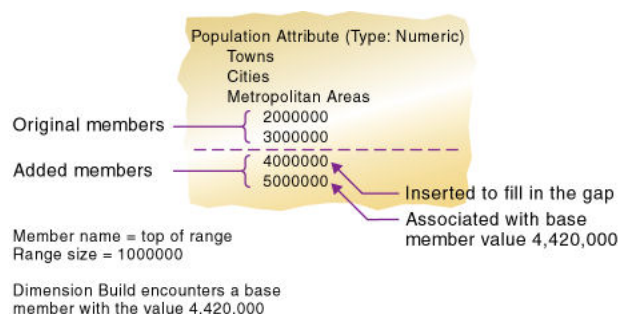 Population Attribute (Type: Numeric)
Towns
Cities
Metropolitan Areas
2000000
3000000
Original members
4000000
5000000
Added members
Inserted to fill in the gap
Associated with base
member value 4,420,000
Member name = top of range
Range size = 1000000
Dimension Build encounters a base
member with the value 4,420,000